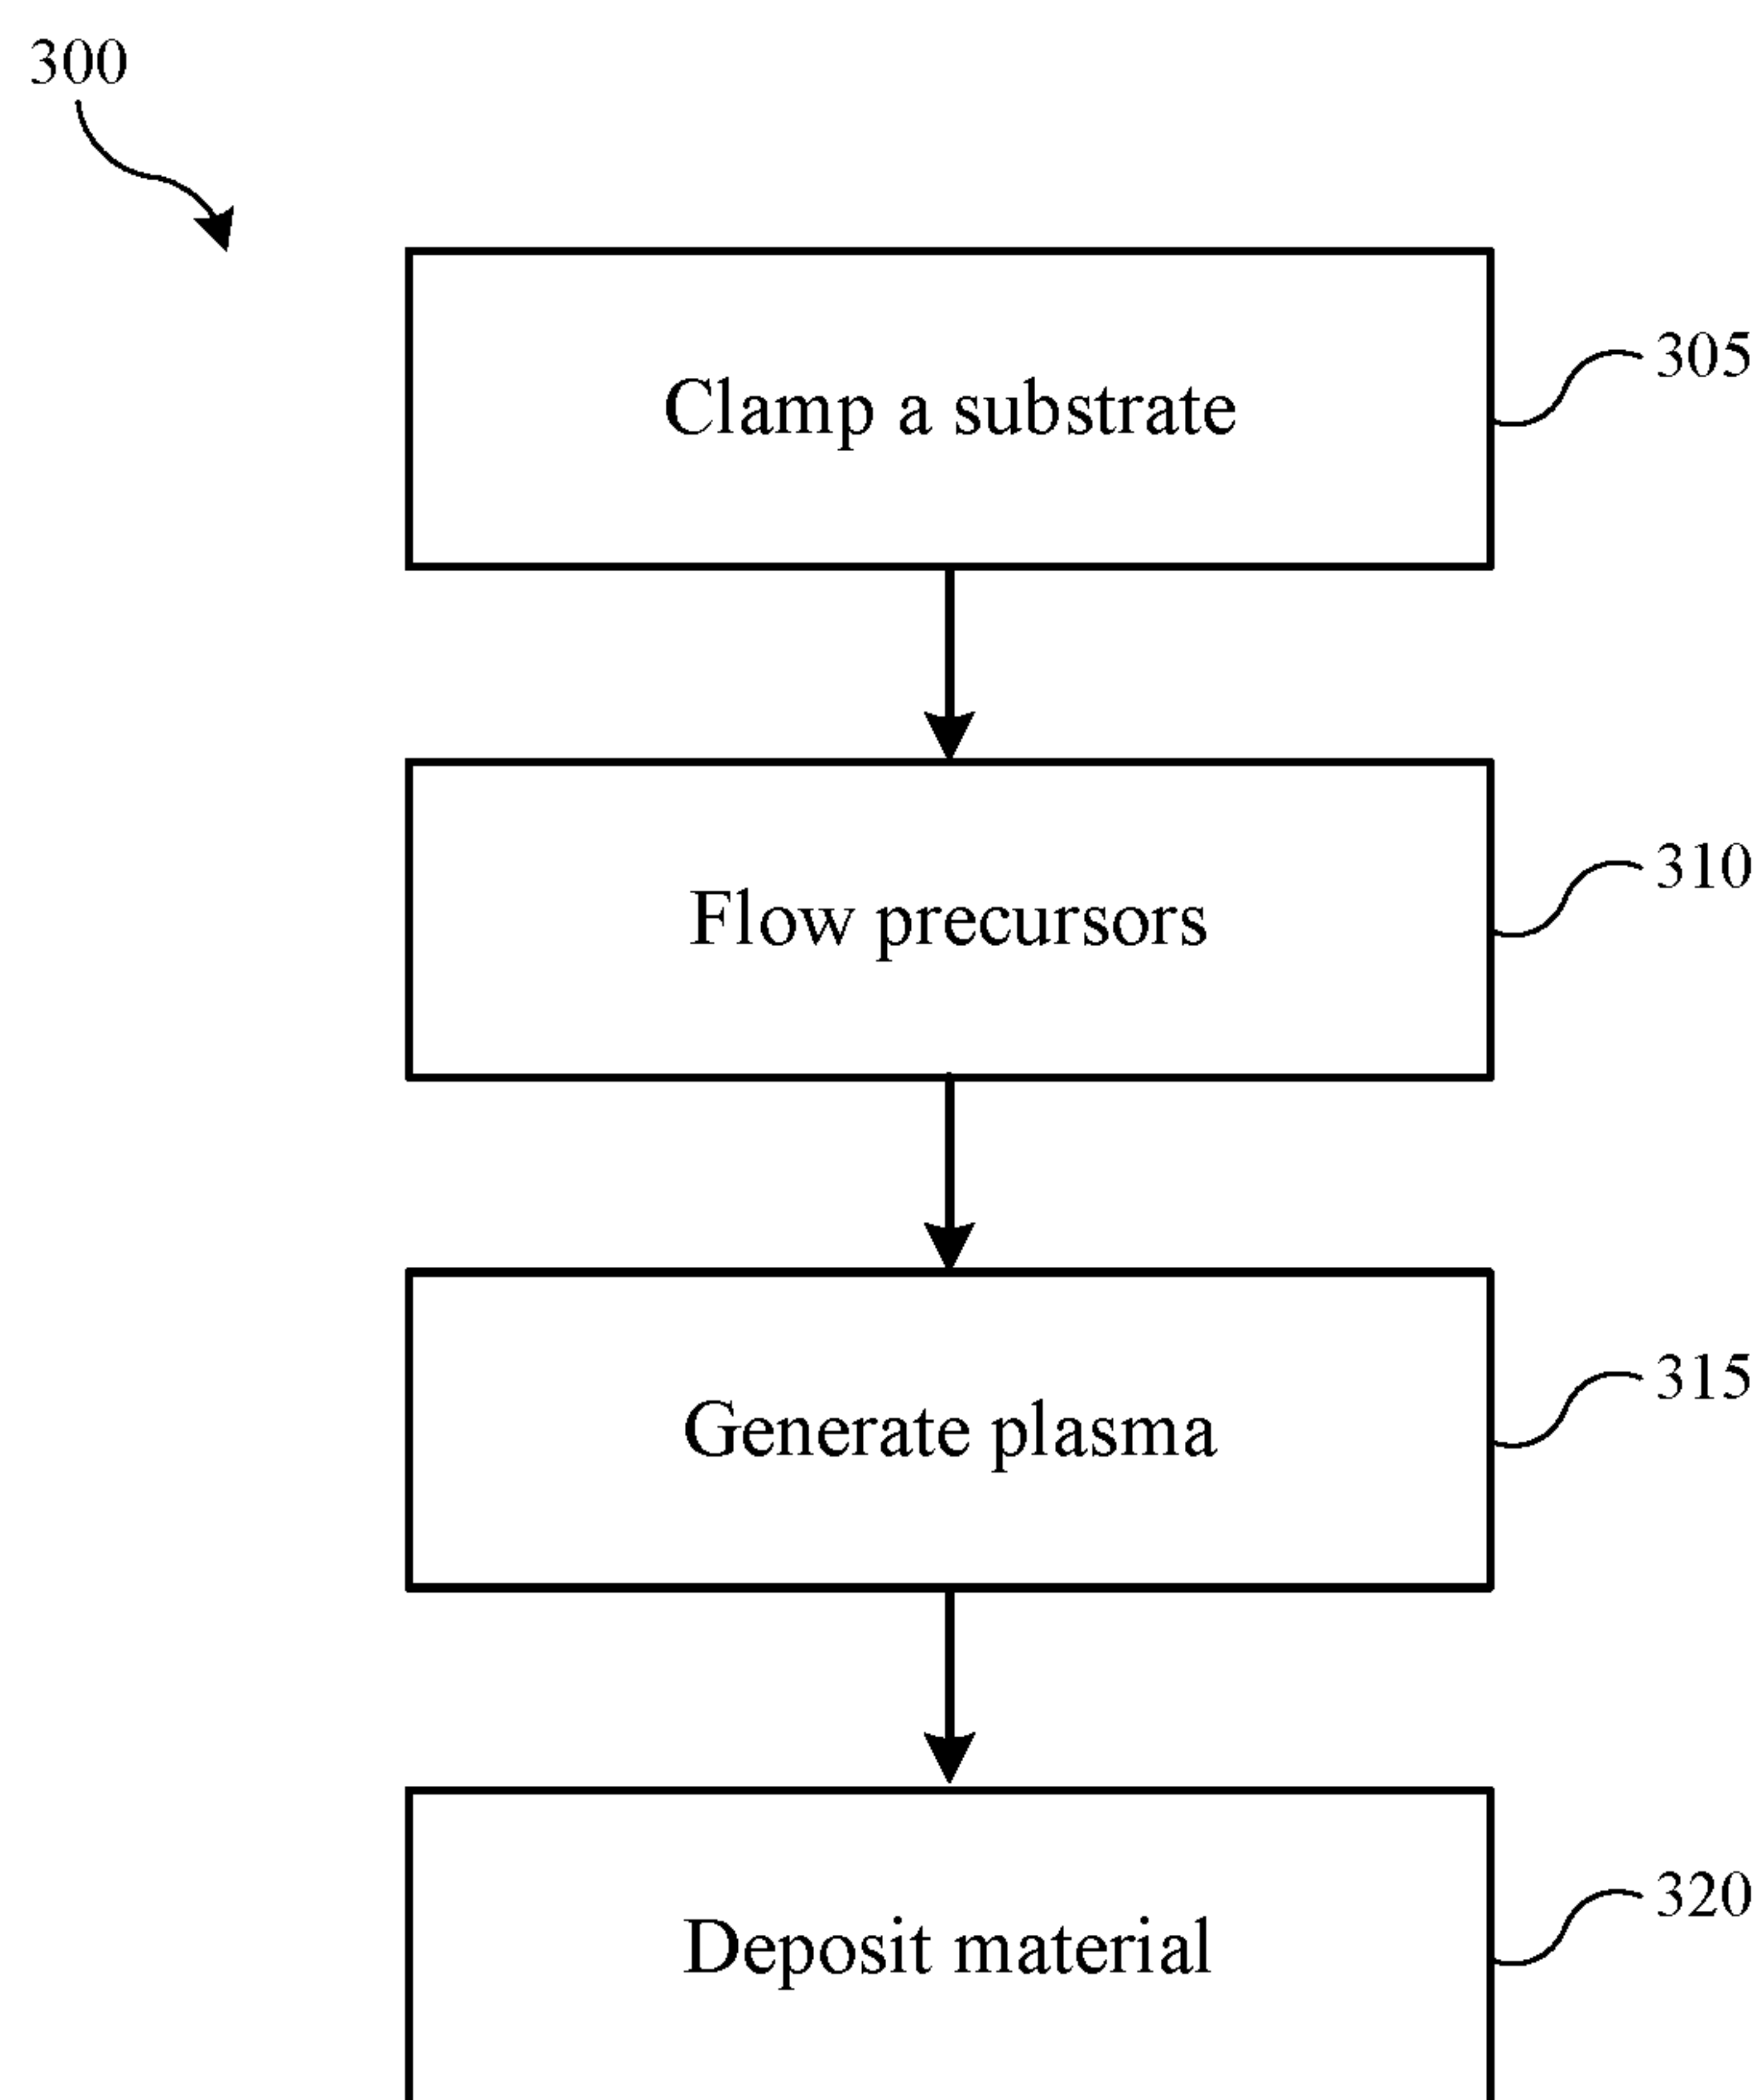 300
Clamp a substrate
305
Flow precursors
310
Generate plasma
315
Deposit material
320